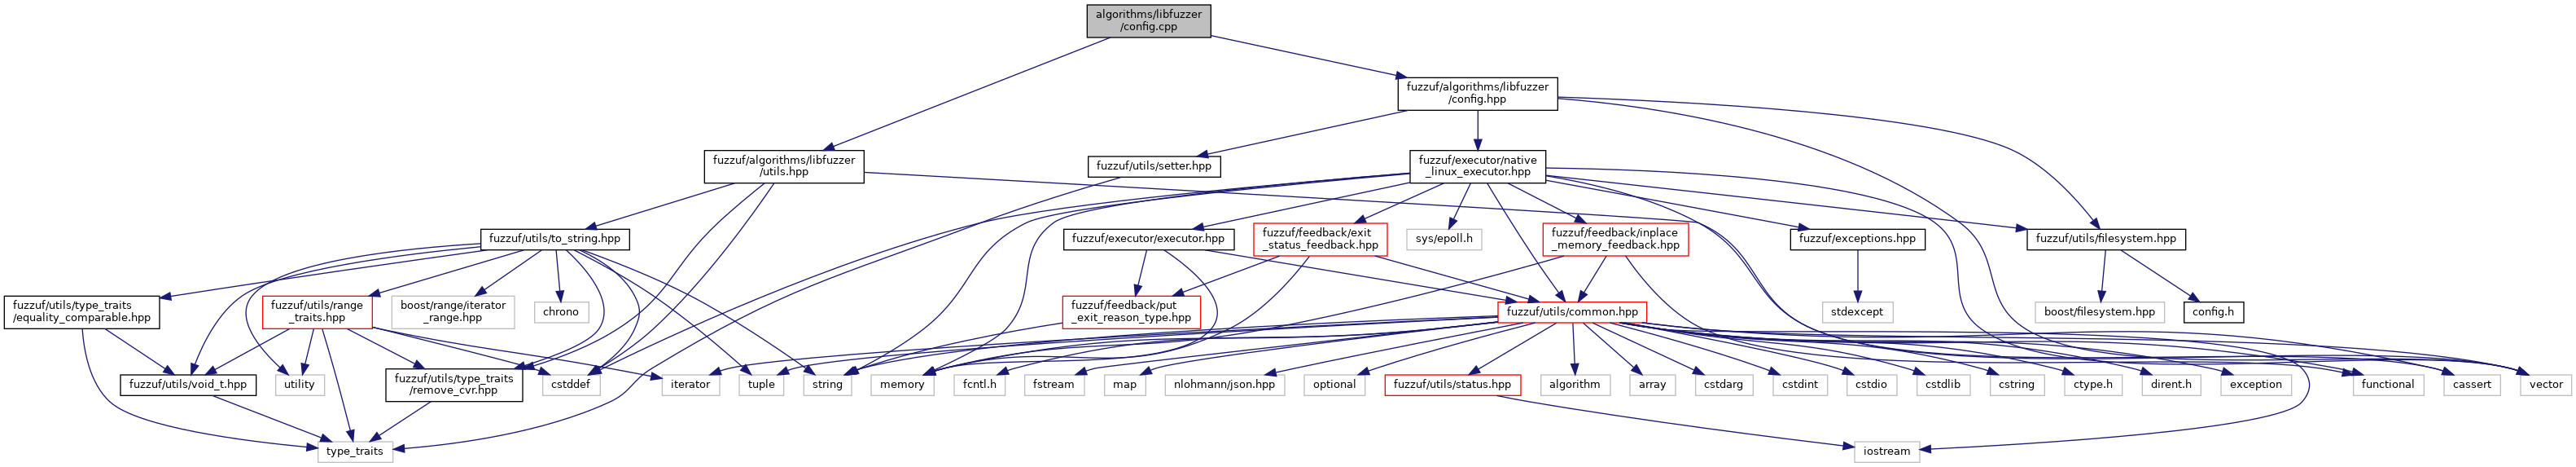 algorithms/libfuzzer
/config.cpp
fuzzuf/algorithms/libfuzzer
/config.hpp
fuzzuf/algorithms/libfuzzer
/utils.hpp
fuzzuf/utils/setter.hpp
fuzzuf/executor/native
_linux_executor.hpp
fuzzuf/utils/to_string.hpp
fuzzuf/executor/executor.hpp
fuzzuf/feedback/exit
_status_feedback.hpp
sys/epoll.h
fuzzuf/feedback/inplace
_memory_feedback.hpp
fuzzuf/exceptions.hpp
fuzzuf/utils/filesystem.hpp
fuzzuf/utils/type_traits
/equality_comparable.hpp
fuzzuf/utils/range
_traits.hpp
boost/range/iterator
_range.hpp
chrono
fuzzuf/feedback/put
_exit_reason_type.hpp
fuzzuf/utils/common.hpp
stdexcept
boost/filesystem.hpp
config.h
fuzzuf/utils/void_t.hpp
utility
fuzzuf/utils/type_traits
/remove_cvr.hpp
cstddef
iterator
tuple
string
memory
fcntl.h
fstream
map
nlohmann/json.hpp
optional
fuzzuf/utils/status.hpp
algorithm
array
cstdarg
cstdint
cstdio
cstdlib
cstring
ctype.h
dirent.h
exception
functional
cassert
vector
type_traits
iostream